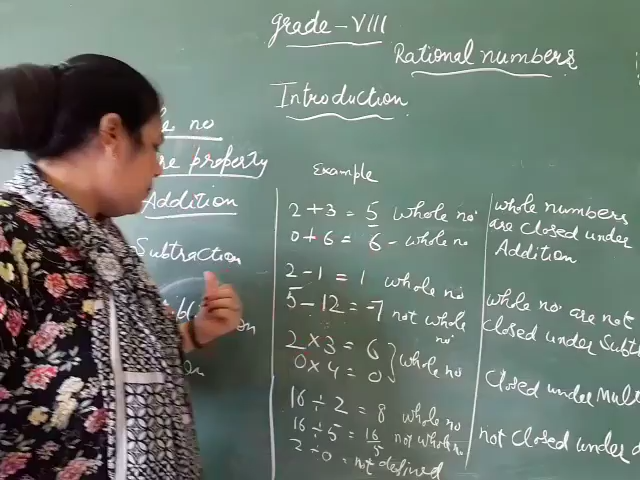 grade-VIII
Rational numbers
Introduction
no
property
Example
Addition
2 + 3 = 5 whole no.
0 + 6 = 6 - whole no
whole numbers
are closed under
Addition
Subtraction
2 - 1 = 1 whole no
5 - 12 = -7 not whole
no.
whole no are not
closed under
2 × 3 = 6
0 × 4 = 0 } whole no
Closed under
16 ÷ 2 = 8 whole no
16 ÷ 5 = 16/5 not whole no
2 ÷ 0 = not defined
not closed under